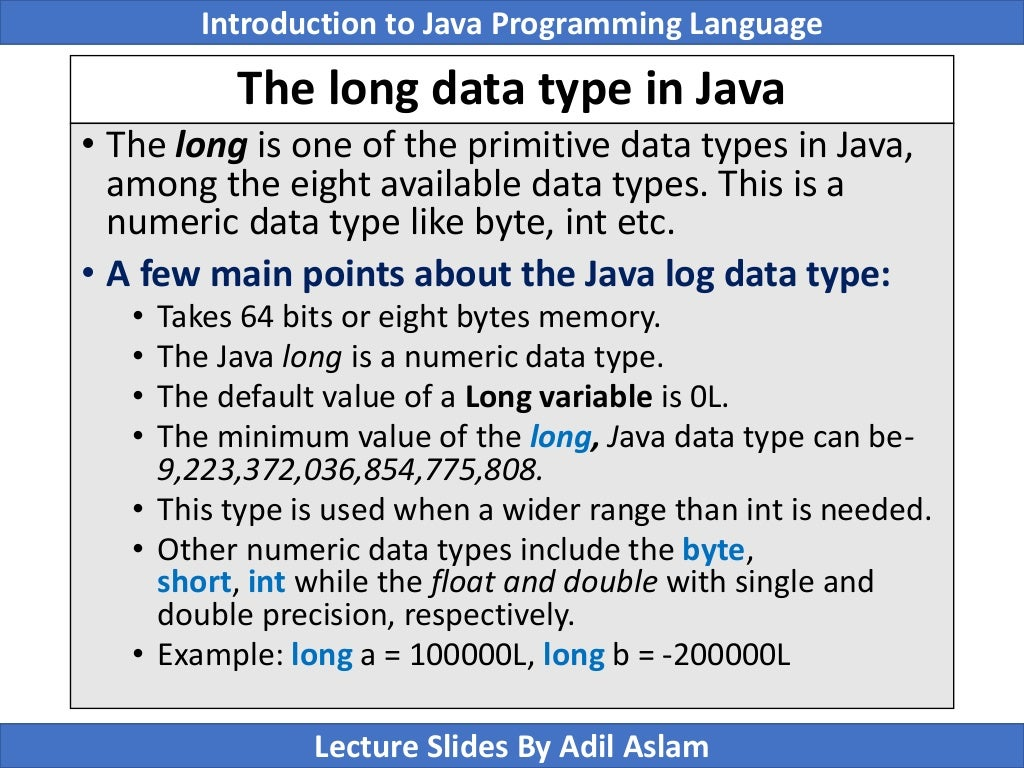 Introduction to Java Programming Language
The long data type in Java
• The long is one of the primitive data types in Java,
among the eight available data types. This is a
numeric data type like byte, int etc.
• A few main points about the Java log data type:
• Takes 64 bits or eight bytes memory.
• The Java long is a numeric data type.
• The default value of a Long variable is 0L.
• The minimum value of the long, Java data type can be-
9,223,372,036,854,775,808.
• This type is used when a wider range than int is needed.
• Other numeric data types include the byte,
short, int while the float and double with single and
double precision, respectively.
• Example: long a = 100000L, long b = -200000L
Lecture Slides By Adil Aslam